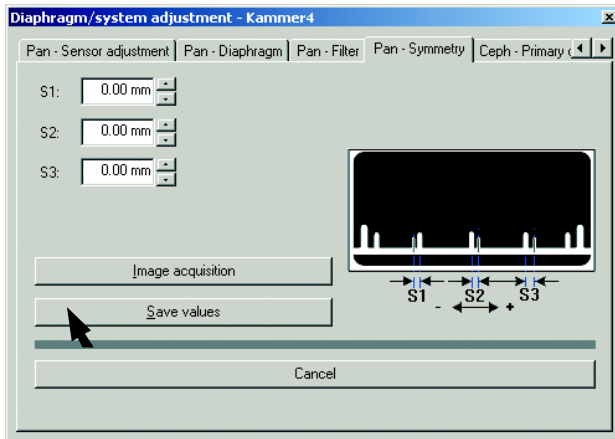 Diaphragm/system adjustment - Kammer4
Pan - Sensor adjustment Pan - Diaphragm Pan - Filter Pan - Symmetry Ceph - Primary
S1: 0.00 mm
S2: 0.00 mm
S3: 0.00 mm
Image acquisition
Save values
S1 S2 S3
- +
Cancel